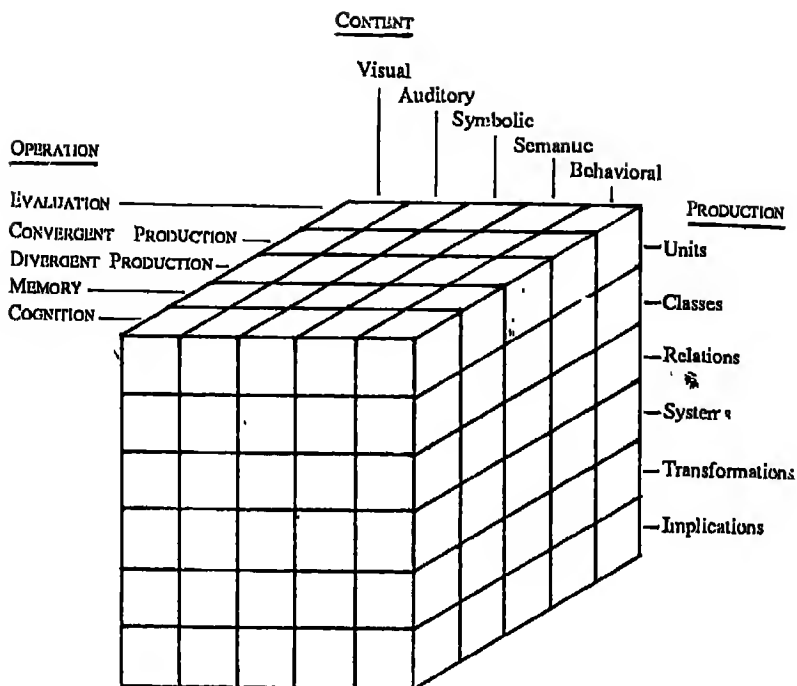 CONTENT
Visual
Auditory
Symbolic
Semantic
Behavioral
OPERATION
EVALUATION
CONVERGENT PRODUCTION
DIVERGENT PRODUCTION
MEMORY
COGNITION
PRODUCTION
Units
Classes
Relations
Systems
Transformations
Implications